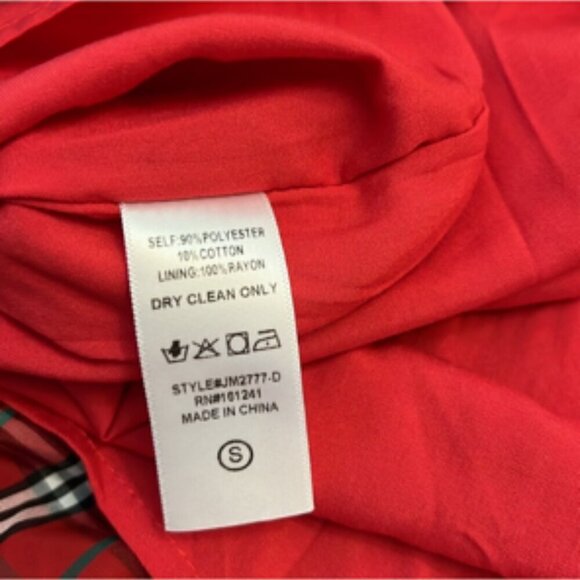 SELF:90%POLYESTER
10%COTTON
LINING:100%RAYON
DRY CLEAN ONLY
STYLE#JM2777-D
RN#161241
MADE IN CHINA
S